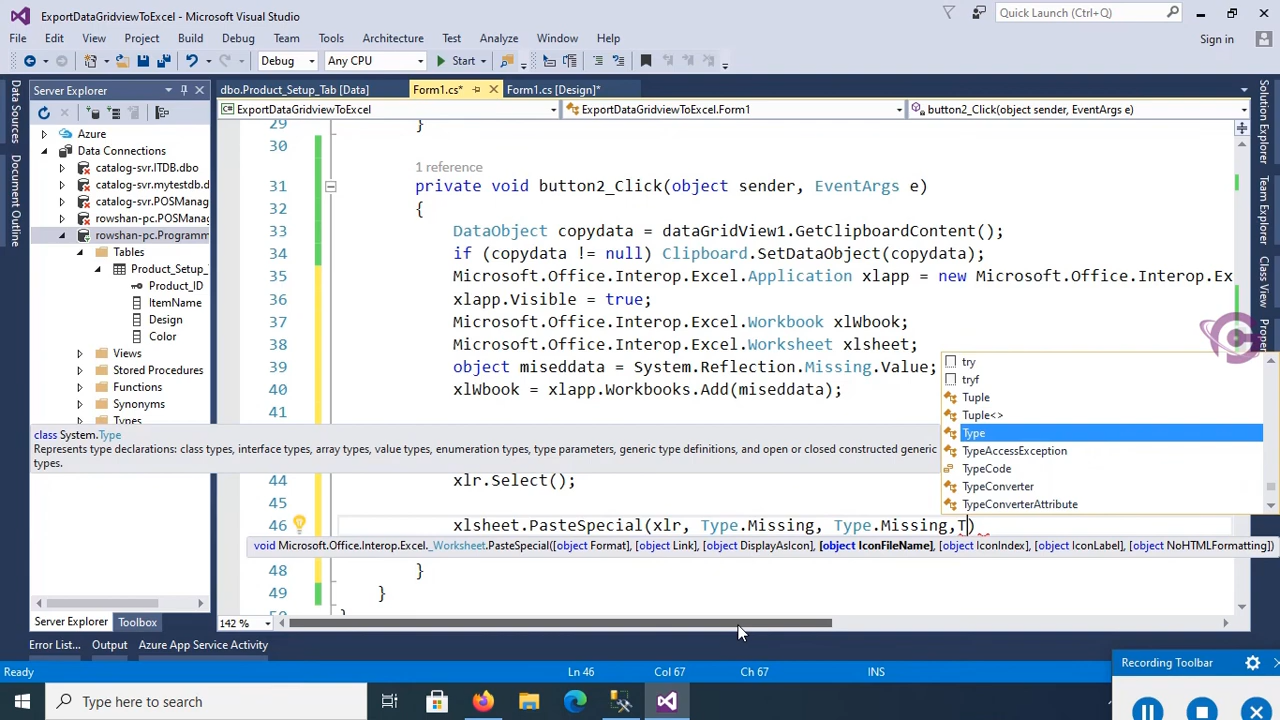 ExportDataGridviewToExcel - Microsoft Visual Studio
Quick Launch (Ctrl+Q)
File Edit View Project Build Debug Team Tools Architecture Test Analyze Window Help
Sign in
Debug Any CPU Start
Server Explorer
dbo.Product_Setup_Tab [Data] Form1.cs* Form1.cs [Design]*
ExportDataGridviewToExcel ExportDataGridviewToExcel.Form1 button2_Click(object sender, EventArgs e)
Data Sources
Document Outline
Solution Explorer
Team Explorer
Class View
Azure
Data Connections
catalog-svr.ITDB.dbo
catalog-svr.mytestdb.d
catalog-svr.POSManag
rowshan-pc.POSManag
rowshan-pc.Programm
Tables
Product_Setup_
Product_ID
ItemName
Design
Color
Views
Stored Procedures
Functions
Synonyms
Types
29 }
30
1 reference
31 private void button2_Click(object sender, EventArgs e)
32 {
33 DataObject copydata = dataGridView1.GetClipboardContent();
34 if (copydata != null) Clipboard.SetDataObject(copydata);
35 Microsoft.Office.Interop.Excel.Application xlapp = new Microsoft.Office.Interop.Ex
36 xlapp.Visible = true;
37 Microsoft.Office.Interop.Excel.Workbook xlWbook;
38 Microsoft.Office.Interop.Excel.Worksheet xlsheet;
39 object miseddata = System.Reflection.Missing.Value;
40 xlWbook = xlapp.Workbooks.Add(miseddata);
41
class System.Type
Represents type declarations: class types, interface types, array types, value types, enumeration types, type parameters, generic type definitions, and open or closed constructed generic
types.
try
tryf
Tuple
Tuple<>
Type
TypeAccessException
TypeCode
TypeConverter
TypeConverterAttribute
44 xlr.Select();
45
46 xlsheet.PasteSpecial(xlr, Type.Missing, Type.Missing,T)
void Microsoft.Office.Interop.Excel._Worksheet.PasteSpecial([object Format], [object Link], [object DisplayAsIcon], [object IconFileName], [object IconIndex], [object IconLabel], [object NoHTMLFormatting])
48 }
49 }
142 %
Server Explorer Toolbox
Error List... Output Azure App Service Activity
Ready Ln 46 Col 67 Ch 67 INS
Recording Toolbar
Type here to search